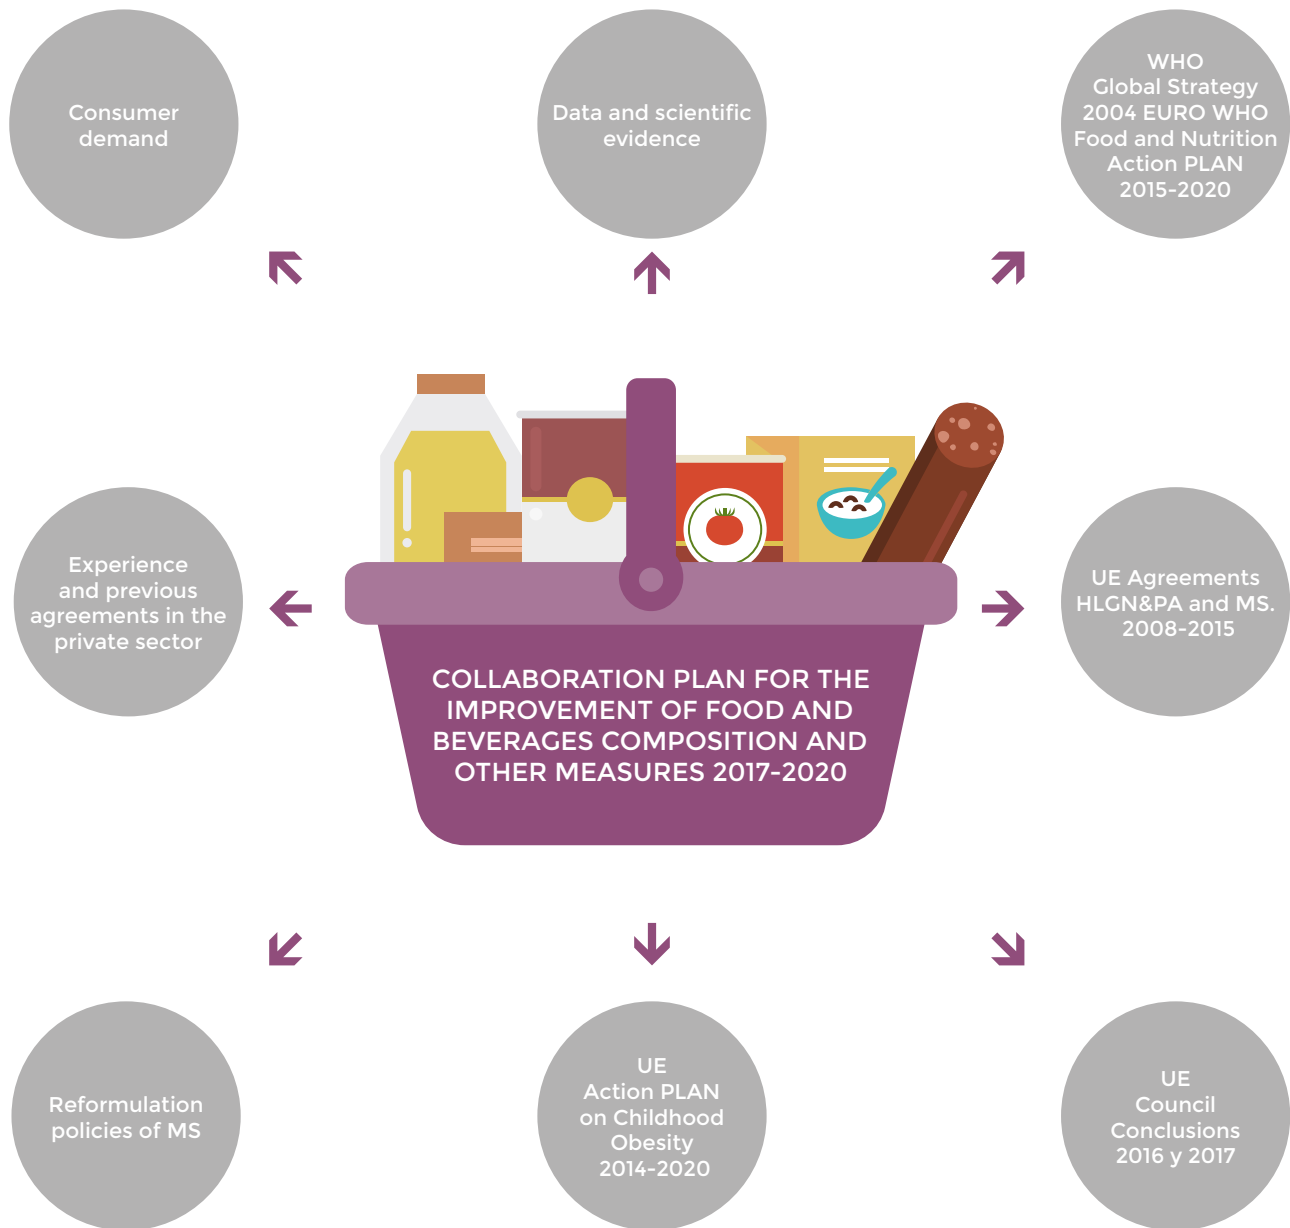 Consumer
demand
Data and scientific
evidence
WHO
Global Strategy
2004 EURO WHO
Food and Nutrition
Action PLAN
2015-2020
Experience
and previous
agreements in the
private sector
COLLABORATION PLAN FOR THE
IMPROVEMENT OF FOOD AND
BEVERAGES COMPOSITION AND
OTHER MEASURES 2017-2020
UE Agreements
HLGN&PA and MS.
2008-2015
Reformulation
policies of MS
UE
Action PLAN
on Childhood
Obesity
2014-2020
UE
Council
Conclusions
2016 y 2017